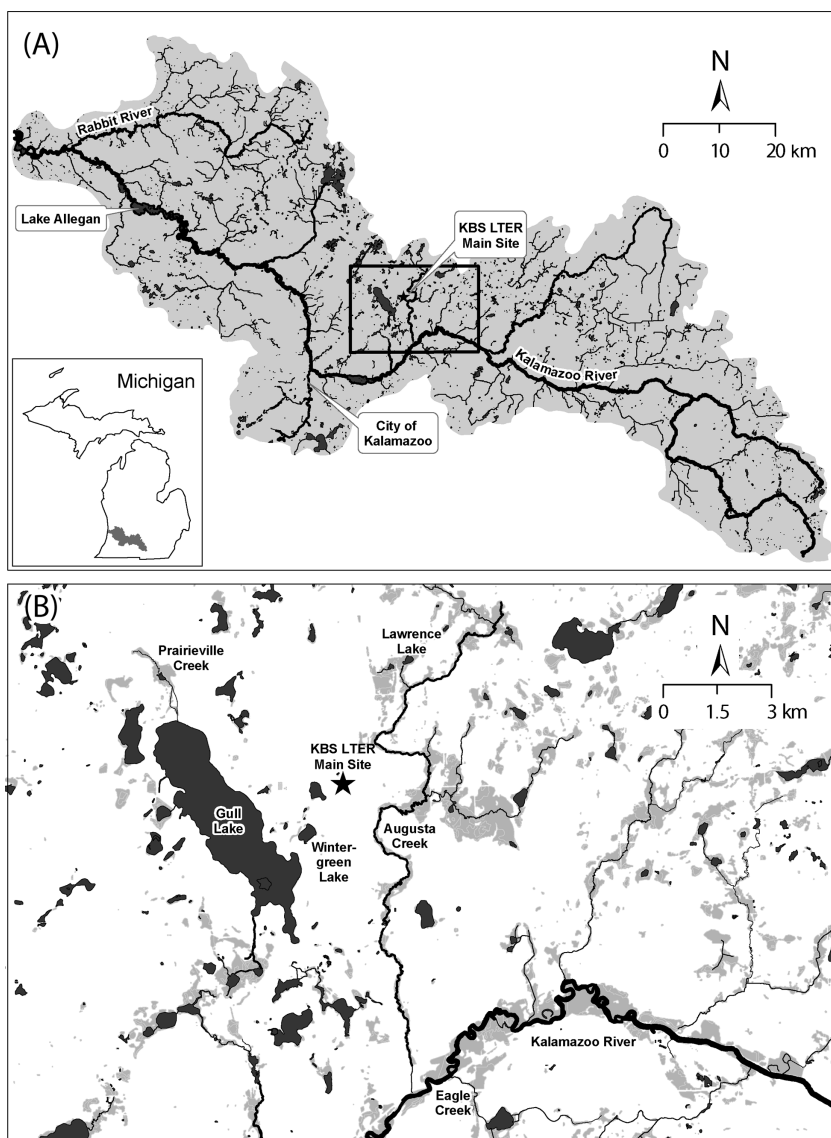 (A)
N
0 10 20 km
Rabbit River
Lake Allegan
KBS LTER
Main Site
Kalamazoo River
City of
Kalamazoo
Michigan
(B)
N
0 1.5 3 km
Prairieville
Creek
Lawrence
Lake
KBS LTER
Main Site
Gull
Lake
Winter-
green
Lake
Augusta
Creek
Kalamazoo River
Eagle
Creek